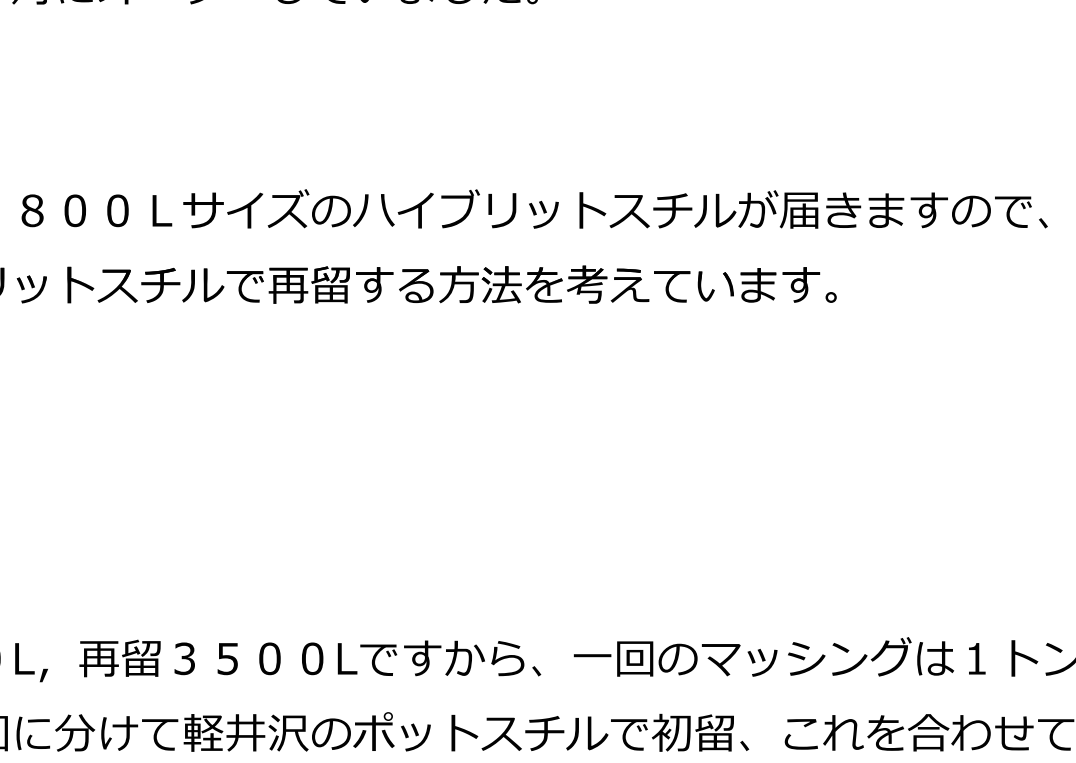 ８００Ｌサイズのハイブリットスチルが届きますので、
リットスチルで再留する方法を考えています。
L, 再留３５００Lですから、一回のマッシングは１トン
に分けて軽井沢のポットスチルで初留、これを合わせて